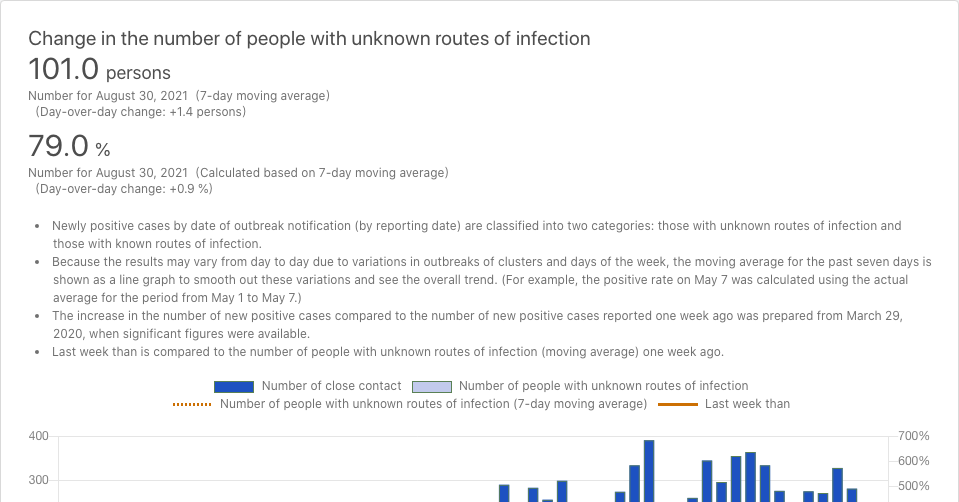 Change in the number of people with unknown routes of infection
101.0 persons
Number for August 30, 2021 (7-day moving average)
(Day-over-day change: +1.4 persons)
79.0 %
Number for August 30, 2021 (Calculated based on 7-day moving average)
(Day-over-day change: +0.9 %)
• Newly positive cases by date of outbreak notification (by reporting date) are classified into two categories: those with unknown routes of infection and
those with known routes of infection.
• Because the results may vary from day to day due to variations in outbreaks of clusters and days of the week, the moving average for the past seven days is
shown as a line graph to smooth out these variations and see the overall trend. (For example, the positive rate on May 7 was calculated using the actual
average for the period from May 1 to May 7.)
• The increase in the number of new positive cases compared to the number of new positive cases reported one week ago was prepared from March 29,
2020, when significant figures were available.
• Last week than is compared to the number of people with unknown routes of infection (moving average) one week ago.
Number of close contact Number of people with unknown routes of infection
Number of people with unknown routes of infection (7-day moving average) Last week than
400 700%
600%
300 500%